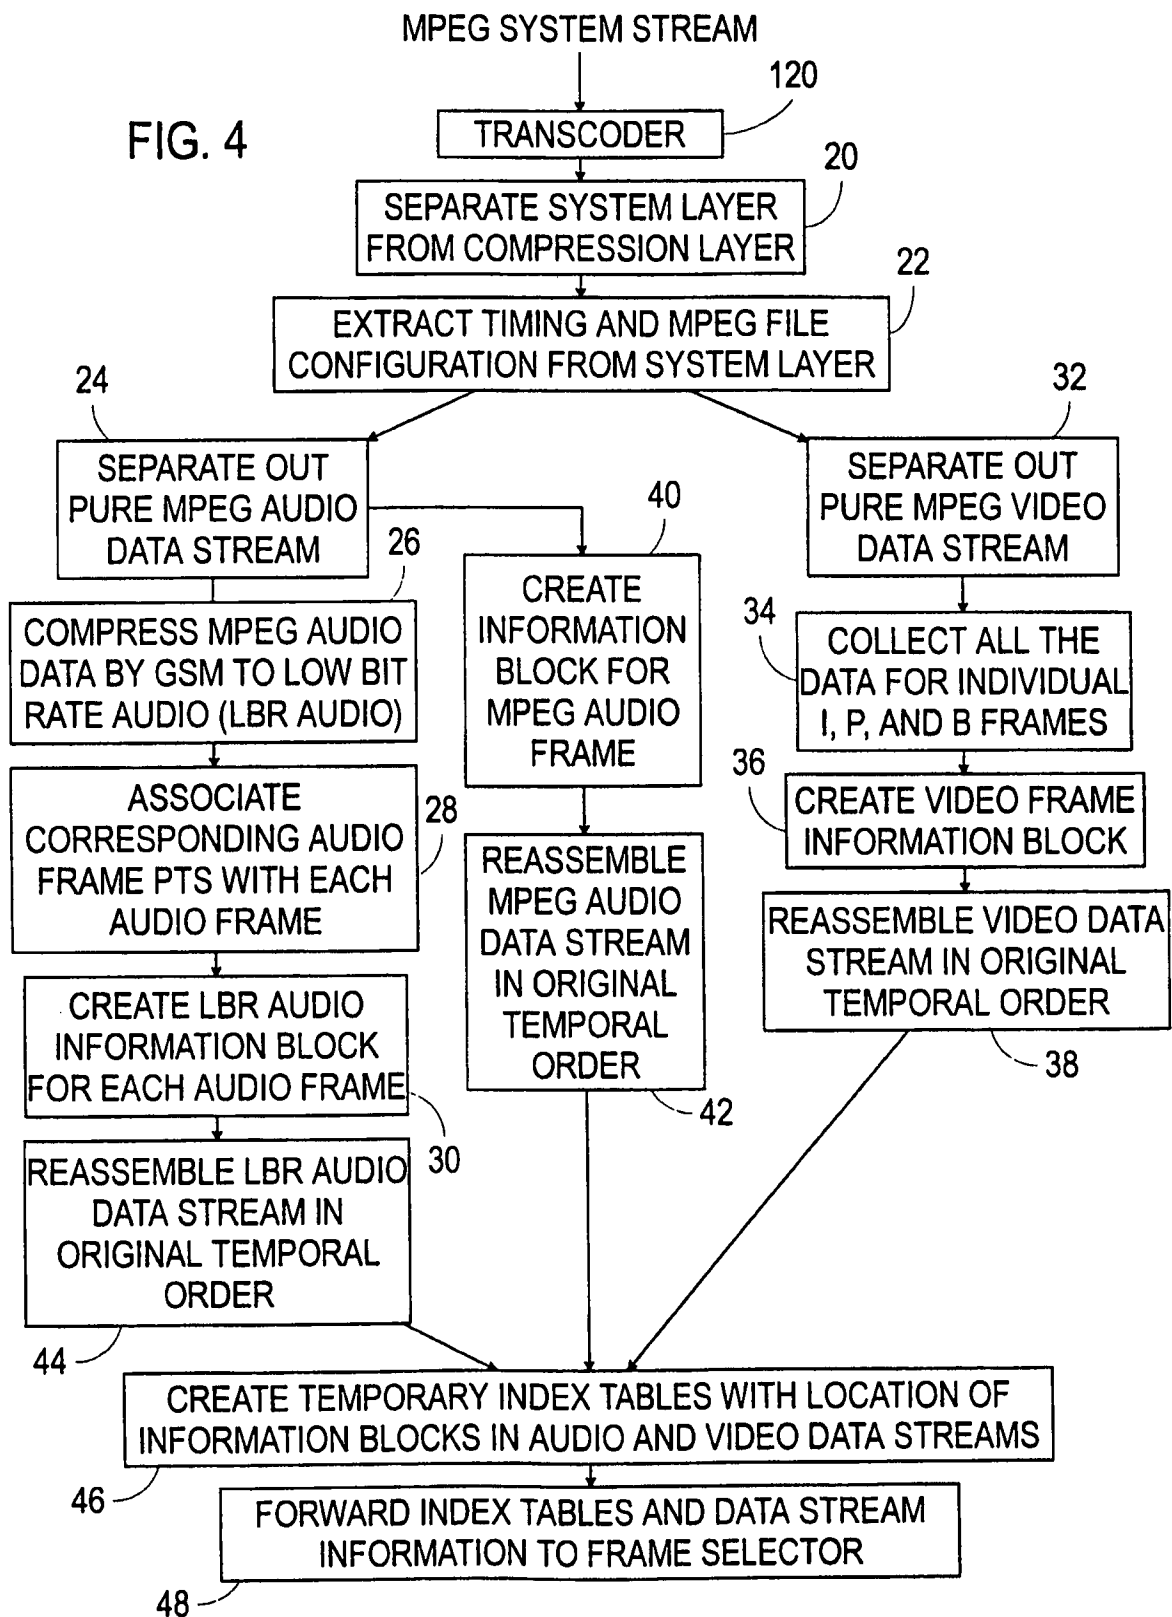 MPEG SYSTEM STREAM
120
FIG. 4
TRANSCODER
20
SEPARATE SYSTEM LAYER
FROM COMPRESSION LAYER
22
EXTRACT TIMING AND MPEG FILE
CONFIGURATION FROM SYSTEM LAYER
24
SEPARATE OUT
PURE MPEG AUDIO
DATA STREAM
26
COMPRESS MPEG AUDIO
DATA BY GSM TO LOW BIT
RATE AUDIO (LBR AUDIO)
ASSOCIATE
CORRESPONDING AUDIO
FRAME PTS WITH EACH
AUDIO FRAME
28
CREATE LBR AUDIO
INFORMATION BLOCK
FOR EACH AUDIO FRAME
30
REASSEMBLE LBR AUDIO
DATA STREAM IN
ORIGINAL TEMPORAL
ORDER
44
40
CREATE
INFORMATION
BLOCK FOR
MPEG AUDIO
FRAME
REASSEMBLE
MPEG AUDIO
DATA STREAM
IN ORIGINAL
TEMPORAL
ORDER
42
32
SEPARATE OUT
PURE MPEG VIDEO
DATA STREAM
34
COLLECT ALL THE
DATA FOR INDIVIDUAL
I, P, AND B FRAMES
36
CREATE VIDEO FRAME
INFORMATION BLOCK
REASSEMBLE VIDEO DATA
STREAM IN ORIGINAL
TEMPORAL ORDER
38
CREATE TEMPORARY INDEX TABLES WITH LOCATION OF
INFORMATION BLOCKS IN AUDIO AND VIDEO DATA STREAMS
46
FORWARD INDEX TABLES AND DATA STREAM
INFORMATION TO FRAME SELECTOR
48